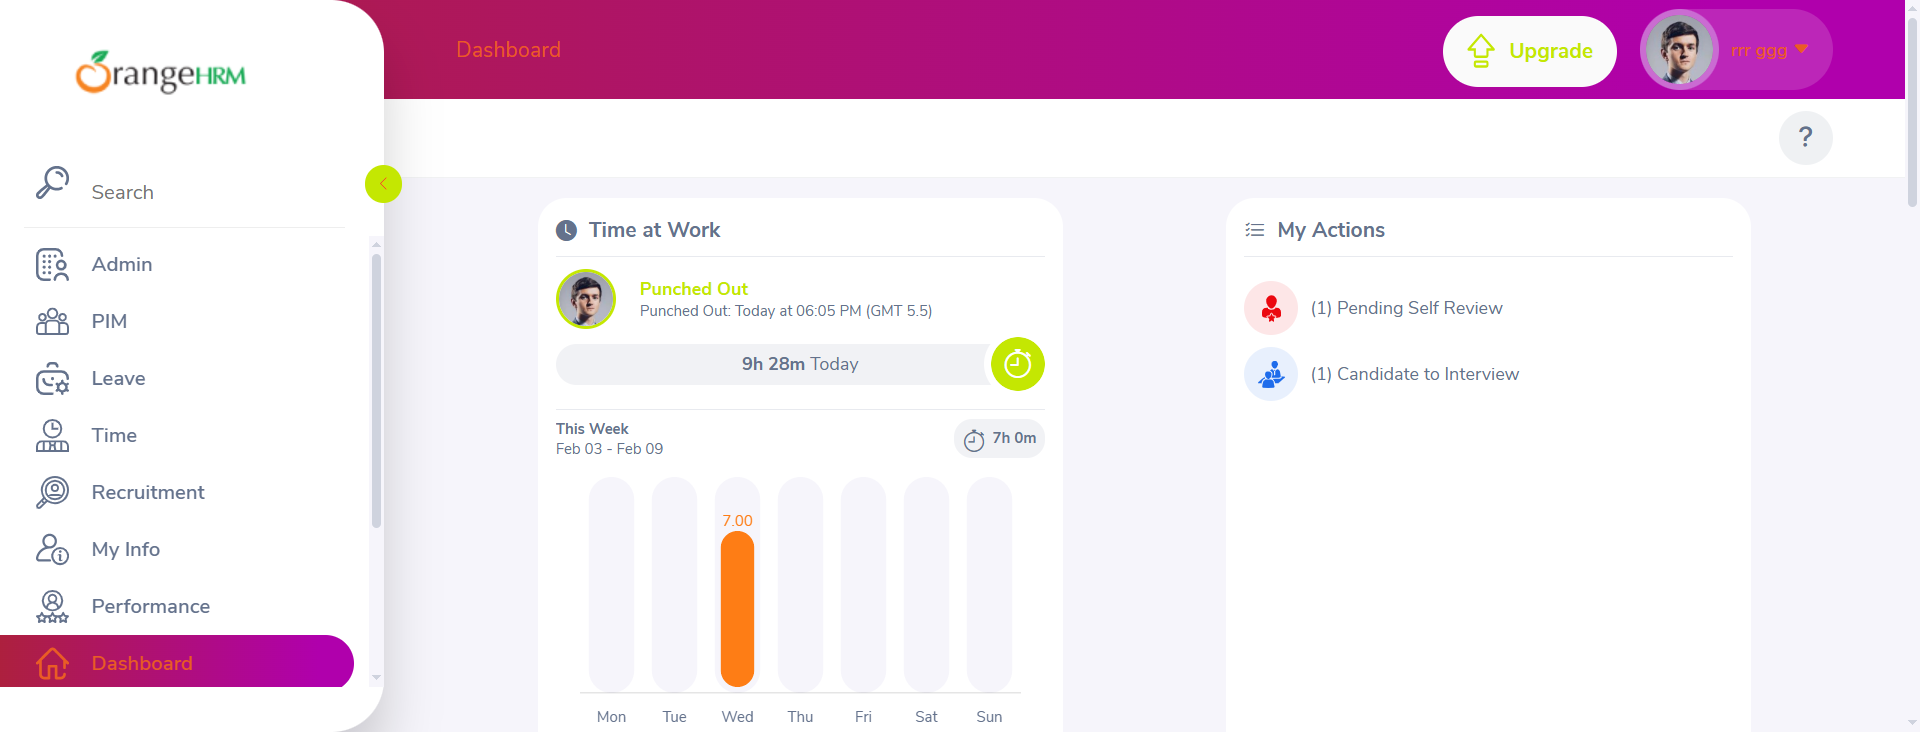 OrangeHRM
Search
Admin
PIM
Leave
Time
Recruitment
My Info
Performance
Dashboard
Dashboard
Upgrade
rrr ggg
?
Time at Work
Punched Out
Punched Out: Today at 06:05 PM (GMT 5.5)
9h 28m Today
This Week
Feb 03 - Feb 09
7h 0m
7.00
Mon Tue Wed Thu Fri Sat Sun
My Actions
(1) Pending Self Review
(1) Candidate to Interview